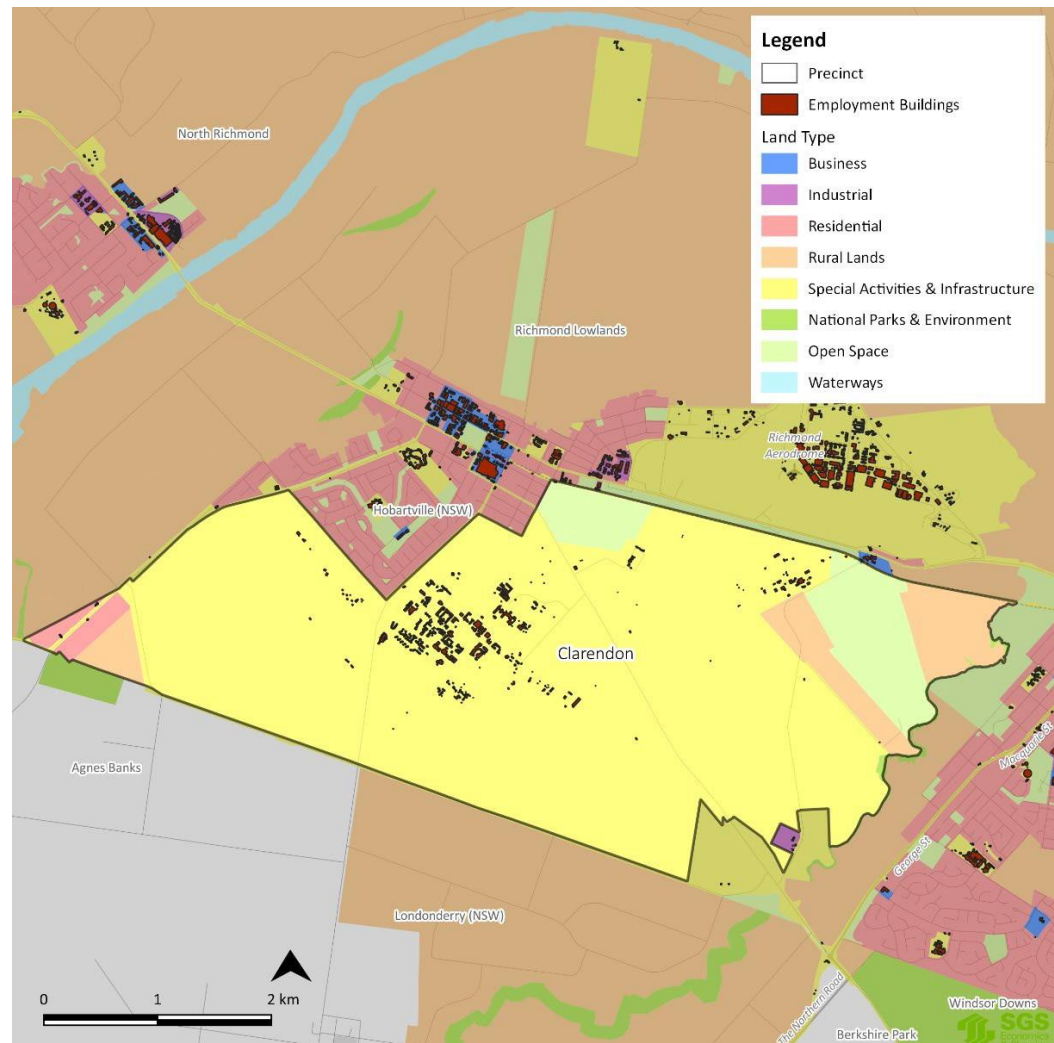 Legend
Precinct
Employment Buildings
Land Type
Business
Industrial
Residential
Rural Lands
Special Activities & Infrastructure
National Parks & Environment
Open Space
Waterways
North Richmond
Richmond Lowlands
Richmond
Aerodrome
Hobartville (NSW)
Clarendon
Macquarie St
Agnes Banks
George St
Londonderry (NSW)
0 1 2 km
The Northern Road
Windsor Downs
Berkshire Park
SGS
Economics